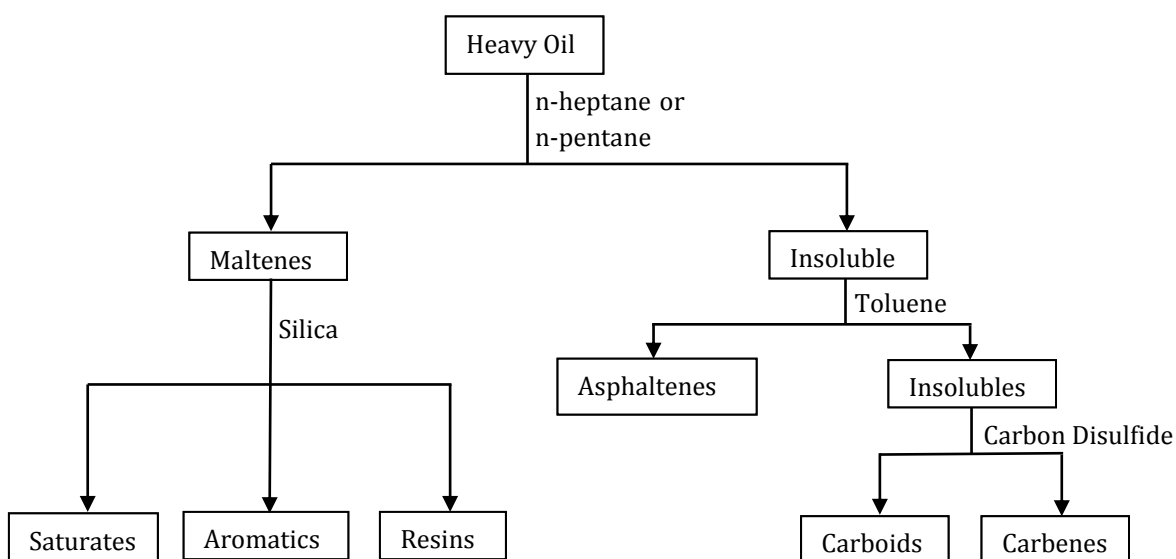 Heavy Oil
n-heptane or
n-pentane
Maltenes
Insoluble
Toluene
Silica
Asphaltenes
Insolubles
Carbon Disulfide
Saturates
Aromatics
Resins
Carboids
Carbenes